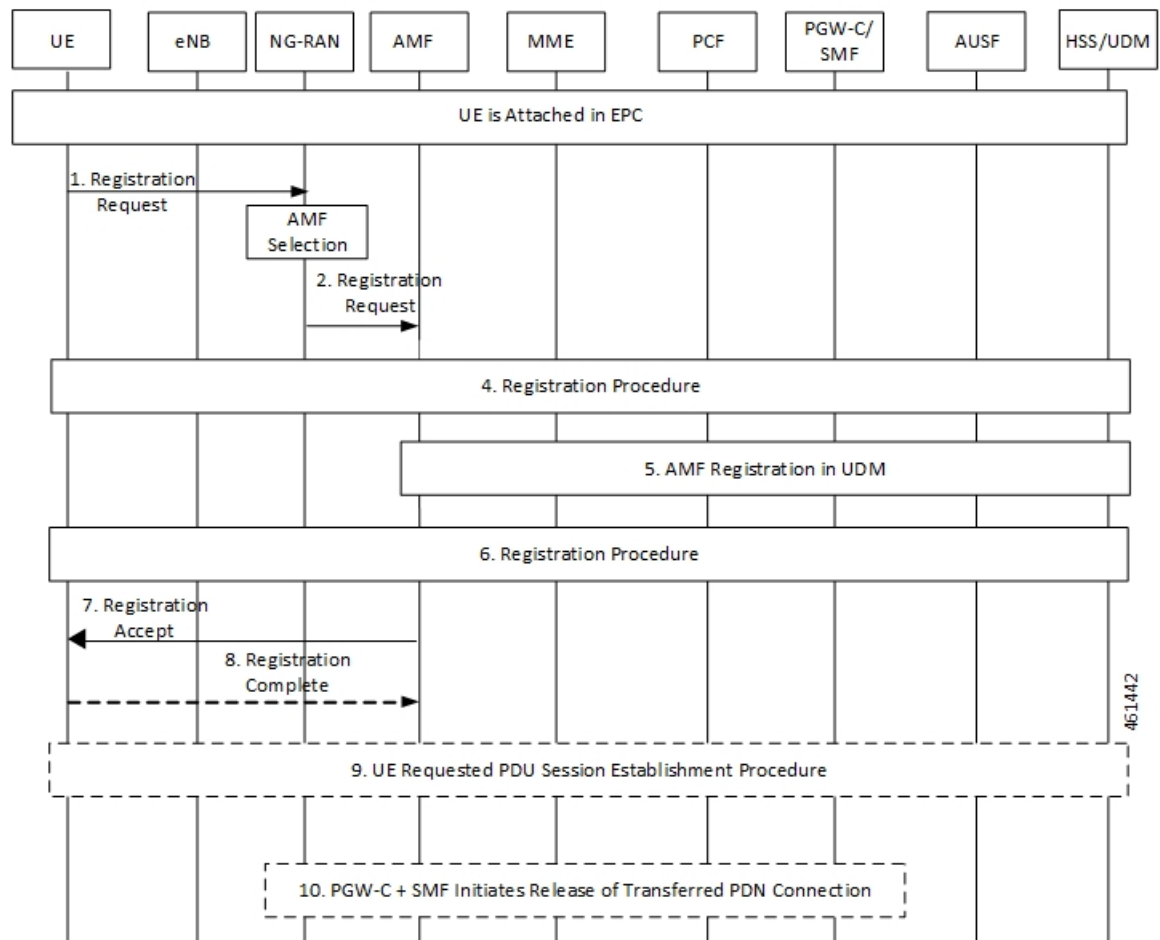 UE
eNB
NG-RAN
AMF
MME
PCF
PGW-C/
SMF
AUSF
HSS/UDM
UE is Attached in EPC
1. Registration
Request
AMF
Selection
2. Registration
Request
4. Registration Procedure
5. AMF Registration in UDM
6. Registration Procedure
7. Registration
Accept
8. Registration
Complete
461442
9. UE Requested PDU Session Establishment Procedure
10. PGW-C + SMF Initiates Release of Transferred PDN Connection